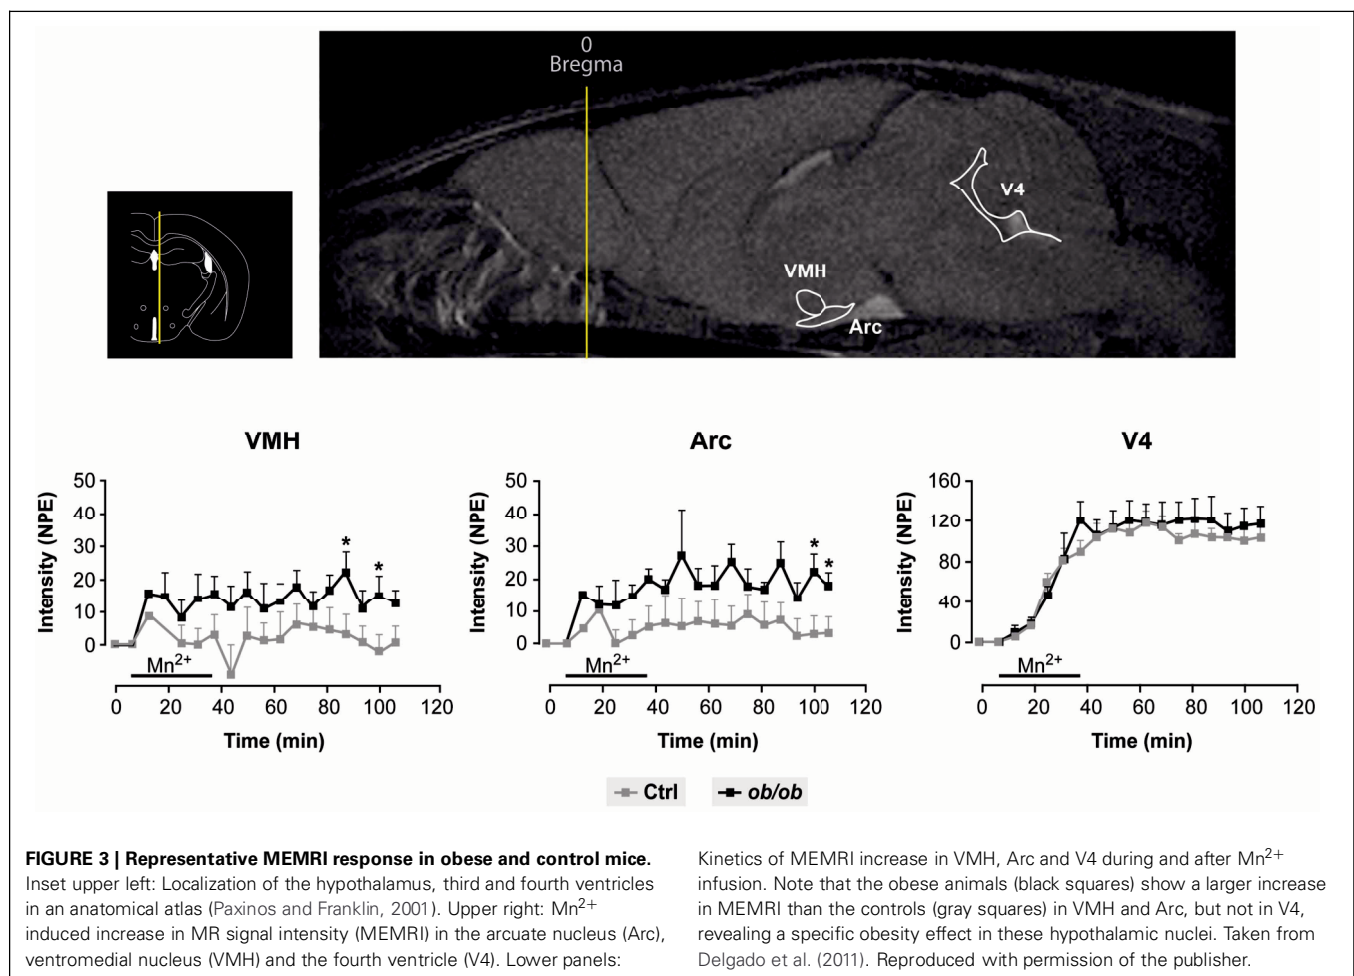 0
Bregma
V4
VMH
Arc
VMH
Arc
V4
Intensity (NPE)
50
40
30
20
10
0
*
*
Mn2+
0 20 40 60 80 100 120
Time (min)
Intensity (NPE)
50
40
30
20
10
0
*
*
Mn2+
0 20 40 60 80 100 120
Time (min)
Intensity (NPE)
160
120
80
40
0
Mn2+
0 20 40 60 80 100 120
Time (min)
Ctrl
ob/ob
FIGURE 3 | Representative MEMRI response in obese and control mice.
Inset upper left: Localization of the hypothalamus, third and fourth ventricles
in an anatomical atlas (Paxinos and Franklin, 2001). Upper right: Mn2+
induced increase in MR signal intensity (MEMRI) in the arcuate nucleus (Arc),
ventromedial nucleus (VMH) and the fourth ventricle (V4). Lower panels:
Kinetics of MEMRI increase in VMH, Arc and V4 during and after Mn2+
infusion. Note that the obese animals (black squares) show a larger increase
in MEMRI than the controls (gray squares) in VMH and Arc, but not in V4,
revealing a specific obesity effect in these hypothalamic nuclei. Taken from
Delgado et al. (2011). Reproduced with permission of the publisher.